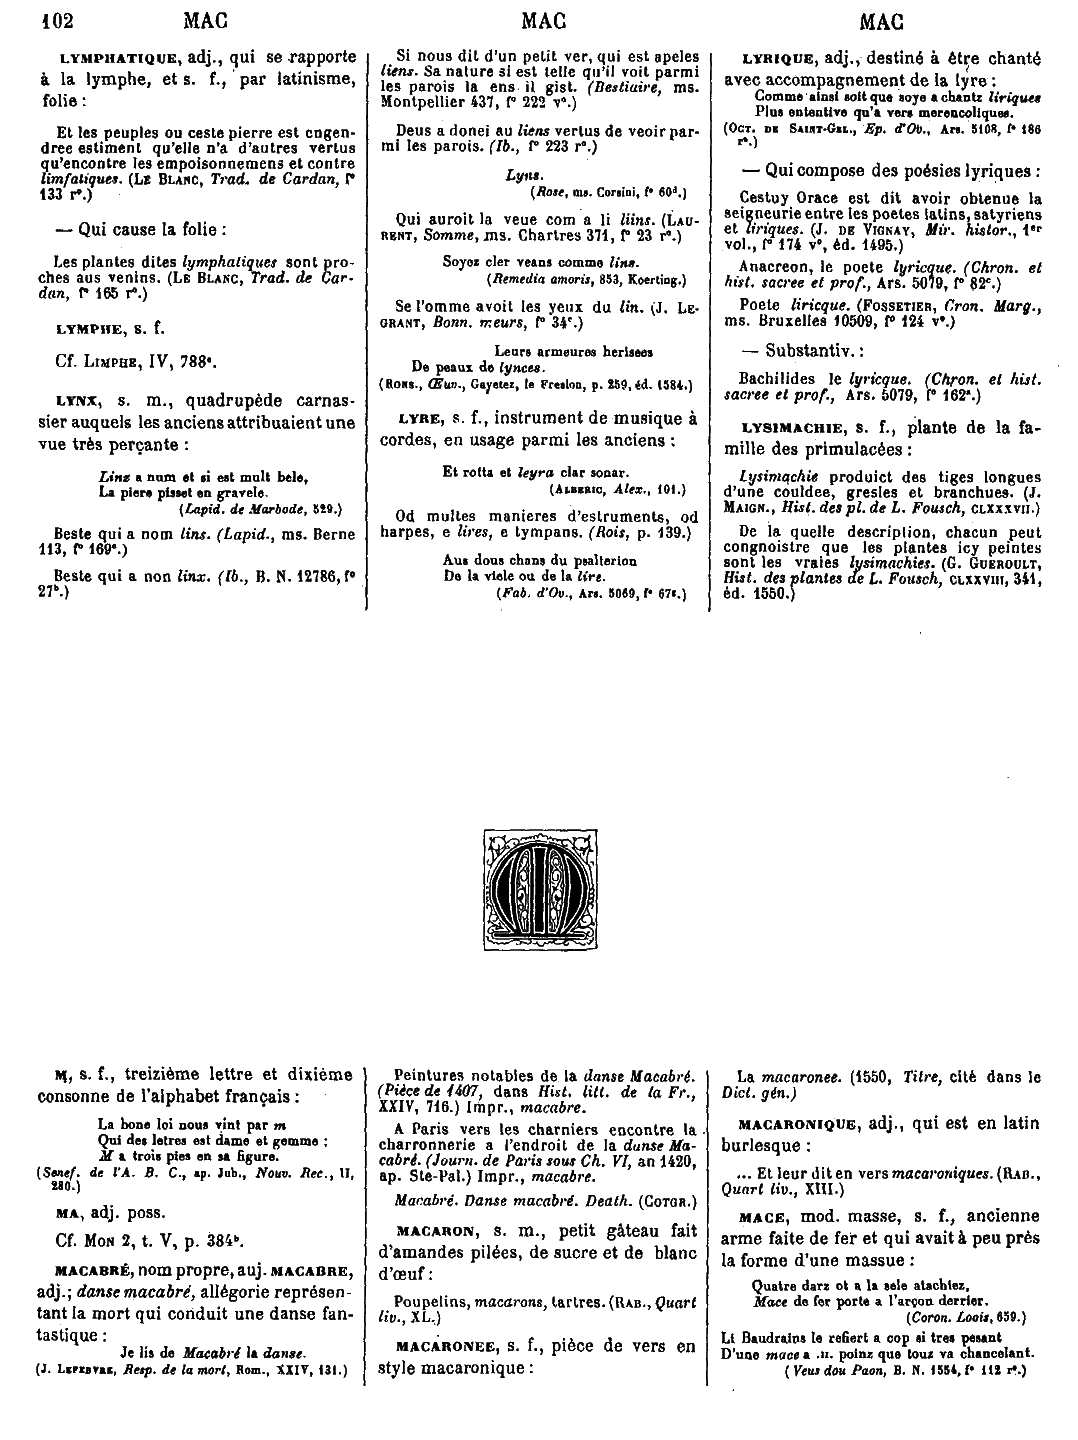 102 MAC MAC MAC
LYMPHATIQUE, adj., qui se rapporte
à la lymphe, et s. f., par latinisme,
folie :
Et les peuples ou ceste pierre est engen-
dree estiment qu'elle n'a d'autres vertus
qu'encontre les empoisonnemens et contre
limfatiques. (LE BLANC, Trad. de Cardan, f°
133 r°.)
— Qui cause la folie :
Les plantes dites lymphatiques sont pro-
ches aus venins. (LE BLANC, Trad. de Car-
dan, f° 165 r°.)
LYMPHE, s. f.
Cf. LIMPHE, IV, 788ª.
LYNX, s. m., quadrupède carnas-
sier auquels les anciens attribuaient une
vue très perçante :
Linz a num et si est mult bele,
La piere pisset en gravele.
(Lapid. de Marbode, 529.)
Beste qui a nom lins. (Lapid., ms. Berne
113, f° 169ª.)
Beste qui a non linx. (Ib., B. N. 12786, f°
27ᵇ.)
Si nous dit d'un petit ver, qui est apeles
liens. Sa nature si est telle qu'il voit parmi
les parois la ens il gist. (Bestiaire, ms.
Montpellier 437, f° 222 v°.)
Deus a donei au liens vertus de veoir par-
mi les parois. (Ib., f° 223 r°.)
Lyns.
(Rose, ms. Corsini, f° 60ᵈ.)
Qui auroit la veue com a li liins. (LAU-
RENT, Somme, ms. Chartres 371, f° 23 r°.)
Soyez cler veans comme lins.
(Remedia amoris, 853, Koerting.)
Se l'omme avoit les yeux du lin. (J. LE-
GRANT, Bonn. meurs, f° 34ᶜ.)
Leurs armeures herisees
De peaux de lynces.
(RONS., Œuv., Gayetez, le Freslon, p. 259, éd. 1584.)
LYRE, s. f., instrument de musique à
cordes, en usage parmi les anciens :
Et rotta et leyra clar sonar.
(ALBERIC, Alex., 101.)
Od multes manieres d'estruments, od
harpes, e lires, e tympans. (Rois, p. 139.)
Aus dous chans du psalterion
De la viele ou de la lire.
(Fab. d'Ov., Ars. 5069, f° 67ᵉ.)
LYRIQUE, adj., destiné à être chanté
avec accompagnement de la lyre :
Comme ainsi soit que soye a chantz liriques
Plus ententive qu'a vers merencoliques.
(OCT. DE SAINT-GEL., Ep. d'Ov., Ars. 5108, f° 186
r°.)
— Qui compose des poésies lyriques :
Cestuy Orace est dit avoir obtenue la
seigneurie entre les poetes latins, satyriens
et liriques. (J. DE VIGNAY, Mir. histor., 1er
vol., f° 174 v°, éd. 1495.)
Anacreon, le poete lyricque. (Chron. et
hist. sacree et prof., Ars. 5079, f° 82ᶜ.)
Poete liricque. (FOSSETIER, Cron. Marg.,
ms. Bruxelles 10509, f° 124 v°.)
— Substantiv. :
Bachilides le lyricque. (Chron. et hist.
sacree et prof., Ars. 5079, f° 162ª.)
LYSIMACHIE, s. f., plante de la fa-
mille des primulacées :
Lysimachie produict des tiges longues
d'une couldee, gresles et branchues. (J.
MAIGN., Hist. des pl. de L. Fousch, CLXXXVII.)
De la quelle description, chacun peut
congnoistre que les plantes icy peintes
sont les vraies lysimachies. (G. GUEROULT,
Hist. des plantes de L. Fousch, CLXXVIII, 341,
éd. 1550.)
M
M, s. f., treizième lettre et dixième
consonne de l'alphabet français :
La bone loi nous vint par m
Qui des letres est dame et gemme ;
M a trois pies en sa figure.
(Senef. de l'A. B. C., ap. Jub., Nouv. Rec., II,
280.)
MA, adj. poss.
Cf. MON 2, t. V, p. 384ᵇ.
MACABRÉ, nom propre, auj. MACABRE,
adj.; danse macabré, allégorie représen-
tant la mort qui conduit une danse fan-
tastique :
Je lis de Macabré la danse.
(J. LEFEBVRE, Resp. de la mort, Rom., XXIV, 131.)
Peintures notables de la danse Macabré.
(Pièce de 1407, dans Hist. litt. de la Fr.,
XXIV, 716.) Impr., macabre.
A Paris vers les charniers encontre la
charronnerie a l'endroit de la danse Ma-
cabré. (Journ. de Paris sous Ch. VI, an 1420,
ap. Ste-Pal.) Impr., macabre.
Macabré. Danse macabré. Death. (COTGR.)
MACARON, s. m., petit gâteau fait
d'amandes pilées, de sucre et de blanc
d'œuf :
Poupelins, macarons, tartres. (RAB., Quart
liv., XL.)
MACARONEE, s. f., pièce de vers en
style macaronique :
La macaronee. (1550, Titre, cité dans le
Dict. gén.)
MACARONIQUE, adj., qui est en latin
burlesque :
... Et leur dit en vers macaroniques. (RAB.,
Quart liv., XIII.)
MACE, mod. masse, s. f., ancienne
arme faite de fer et qui avait à peu près
la forme d'une massue :
Quatre darz ot a la sele atachiez,
Mace de fer porte a l'arçon derrier.
(Coron. Loois, 659.)
Li Baudrains le refiert a cop si tres pesant
D'une mace a .II. poinz que touz va chancelant.
(Veus dou Paon, B. N. 1554, f° 112 r°.)